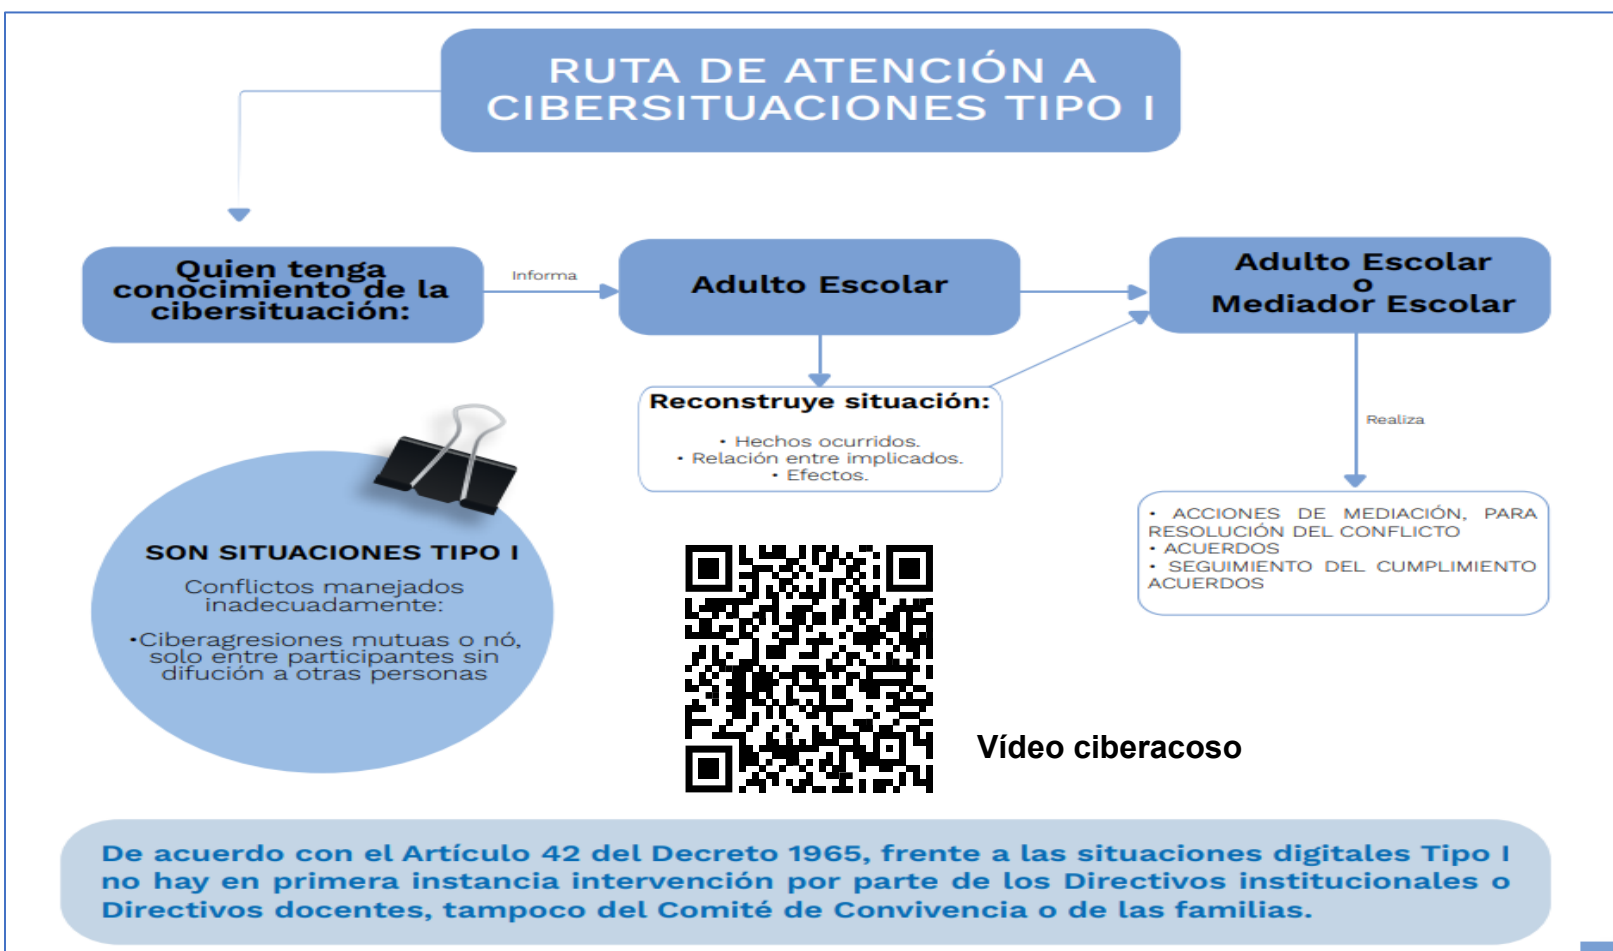 RUTA DE ATENCIÓN A
CIBERSITUACIONES TIPO I
Quien tenga
conocimiento de la
cibersituación:
Informa
Adulto Escolar
Adulto Escolar
o
Mediador Escolar
Reconstruye situación:
• Hechos ocurridos.
• Relación entre implicados.
• Efectos.
Realiza
• ACCIONES DE MEDIACIÓN, PARA
RESOLUCIÓN DEL CONFLICTO
• ACUERDOS
• SEGUIMIENTO DEL CUMPLIMIENTO
ACUERDOS
SON SITUACIONES TIPO I
Conflictos manejados
inadecuadamente:
•Ciberagresiones mutuas o nó,
solo entre participantes sin
difución a otras personas
Vídeo ciberacoso
De acuerdo con el Artículo 42 del Decreto 1965, frente a las situaciones digitales Tipo I
no hay en primera instancia intervención por parte de los Directivos institucionales o
Directivos docentes, tampoco del Comité de Convivencia o de las familias.